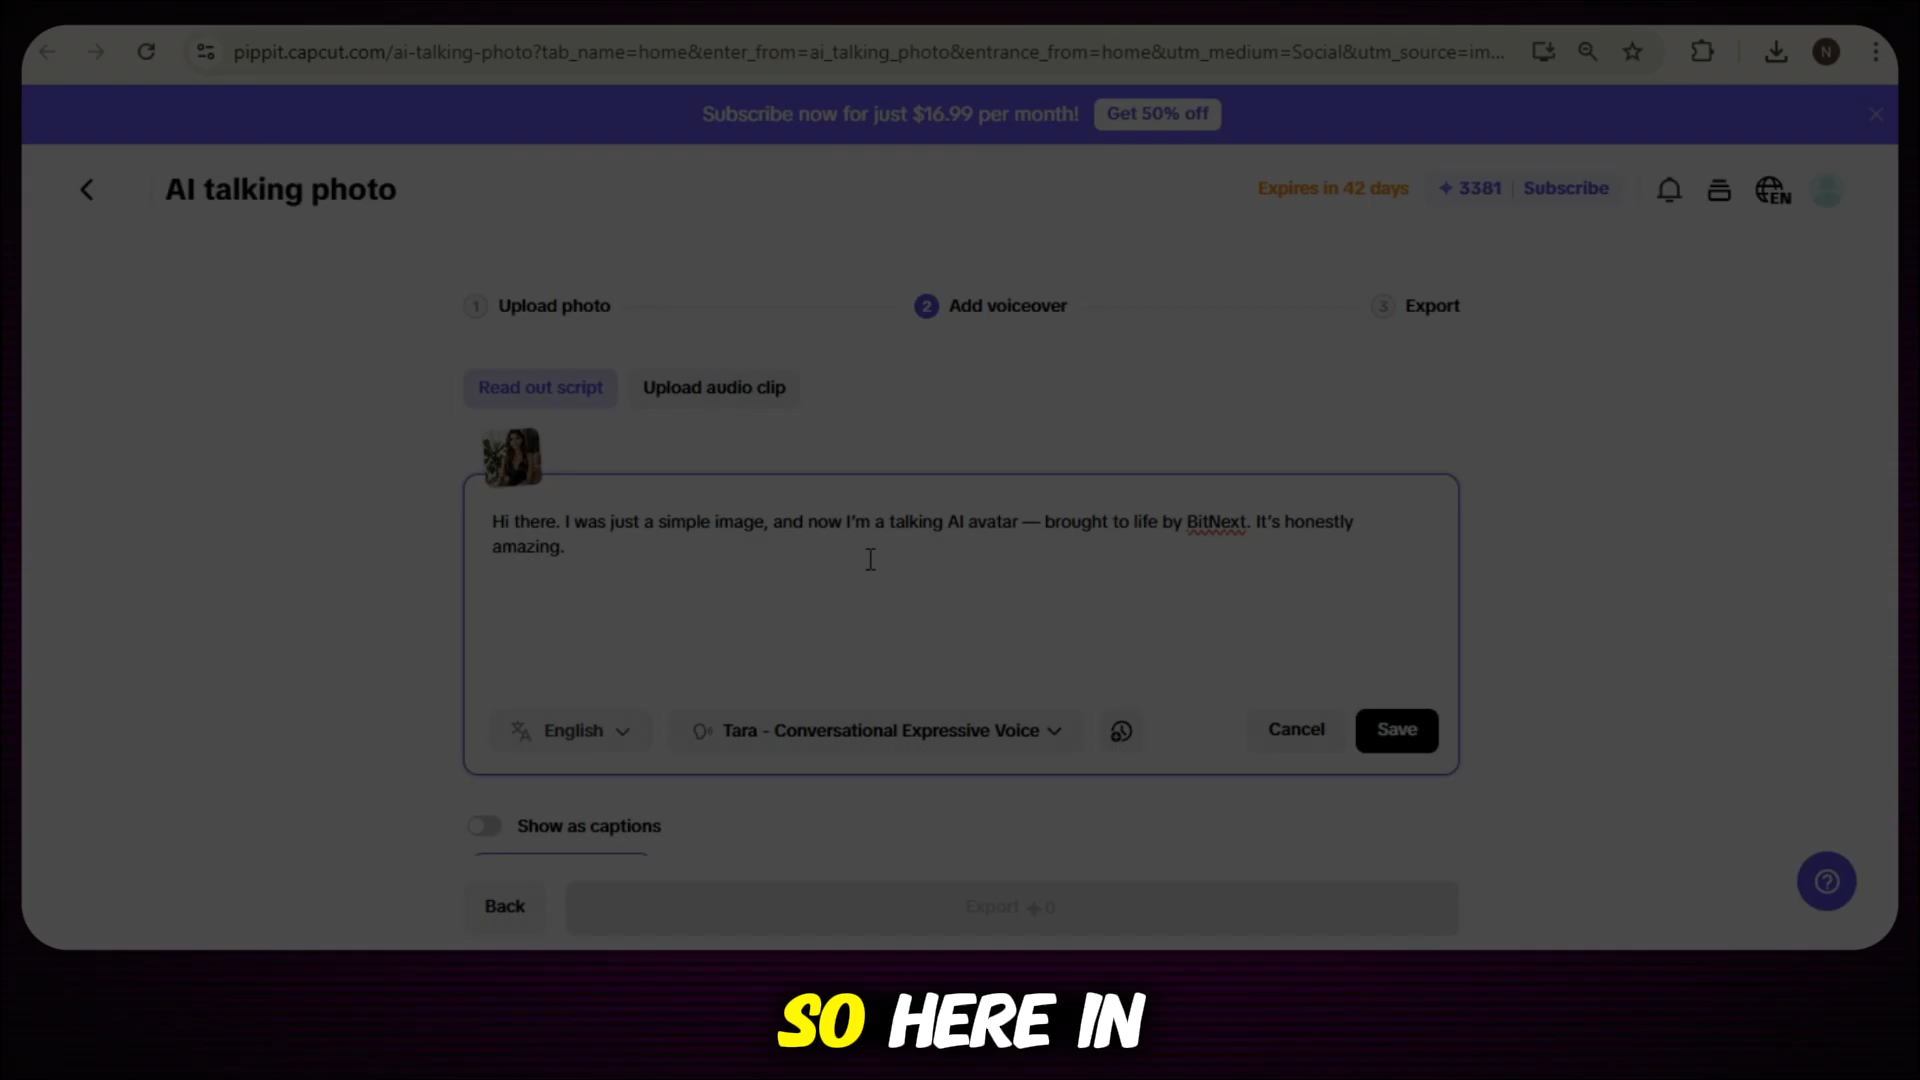 pippit.capcut.com/ai-talking-photo?tab_name=home&enter_from=ai_talking_photo&entrance_from=home&utm_medium=Social&utm_source=im...
N
Subscribe now for just $16.99 per month!
Get 50% off
AI talking photo
Expires in 42 days
3381
Subscribe
EN
1 Upload photo
2 Add voiceover
3 Export
Read out script
Upload audio clip
Hi there. I was just a simple image, and now I'm a talking AI avatar — brought to life by BitNext. It's honestly
amazing.
English
Tara - Conversational Expressive Voice
Cancel
Save
Show as captions
Back
Export 0
SO HERE IN